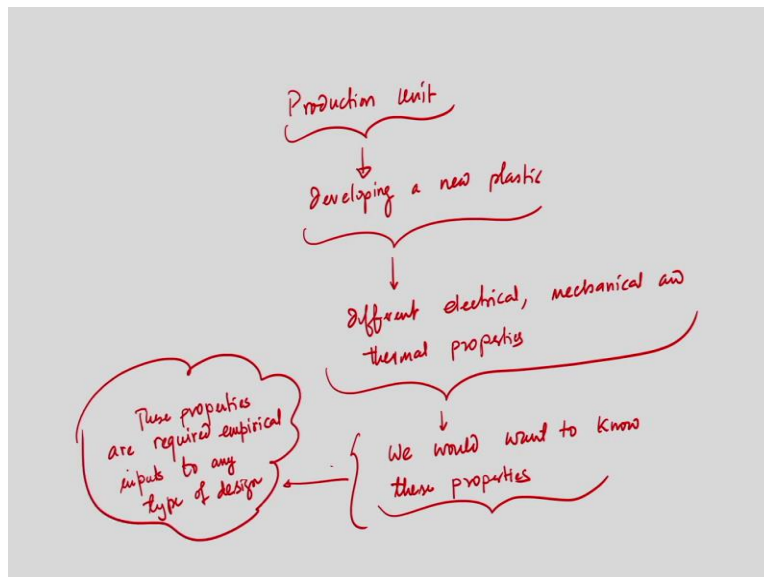 Production unit
Developing a new plastic
Different electrical, mechanical and
thermal properties
We would want to know
these properties
These properties
are required empirical
inputs to any
type of design